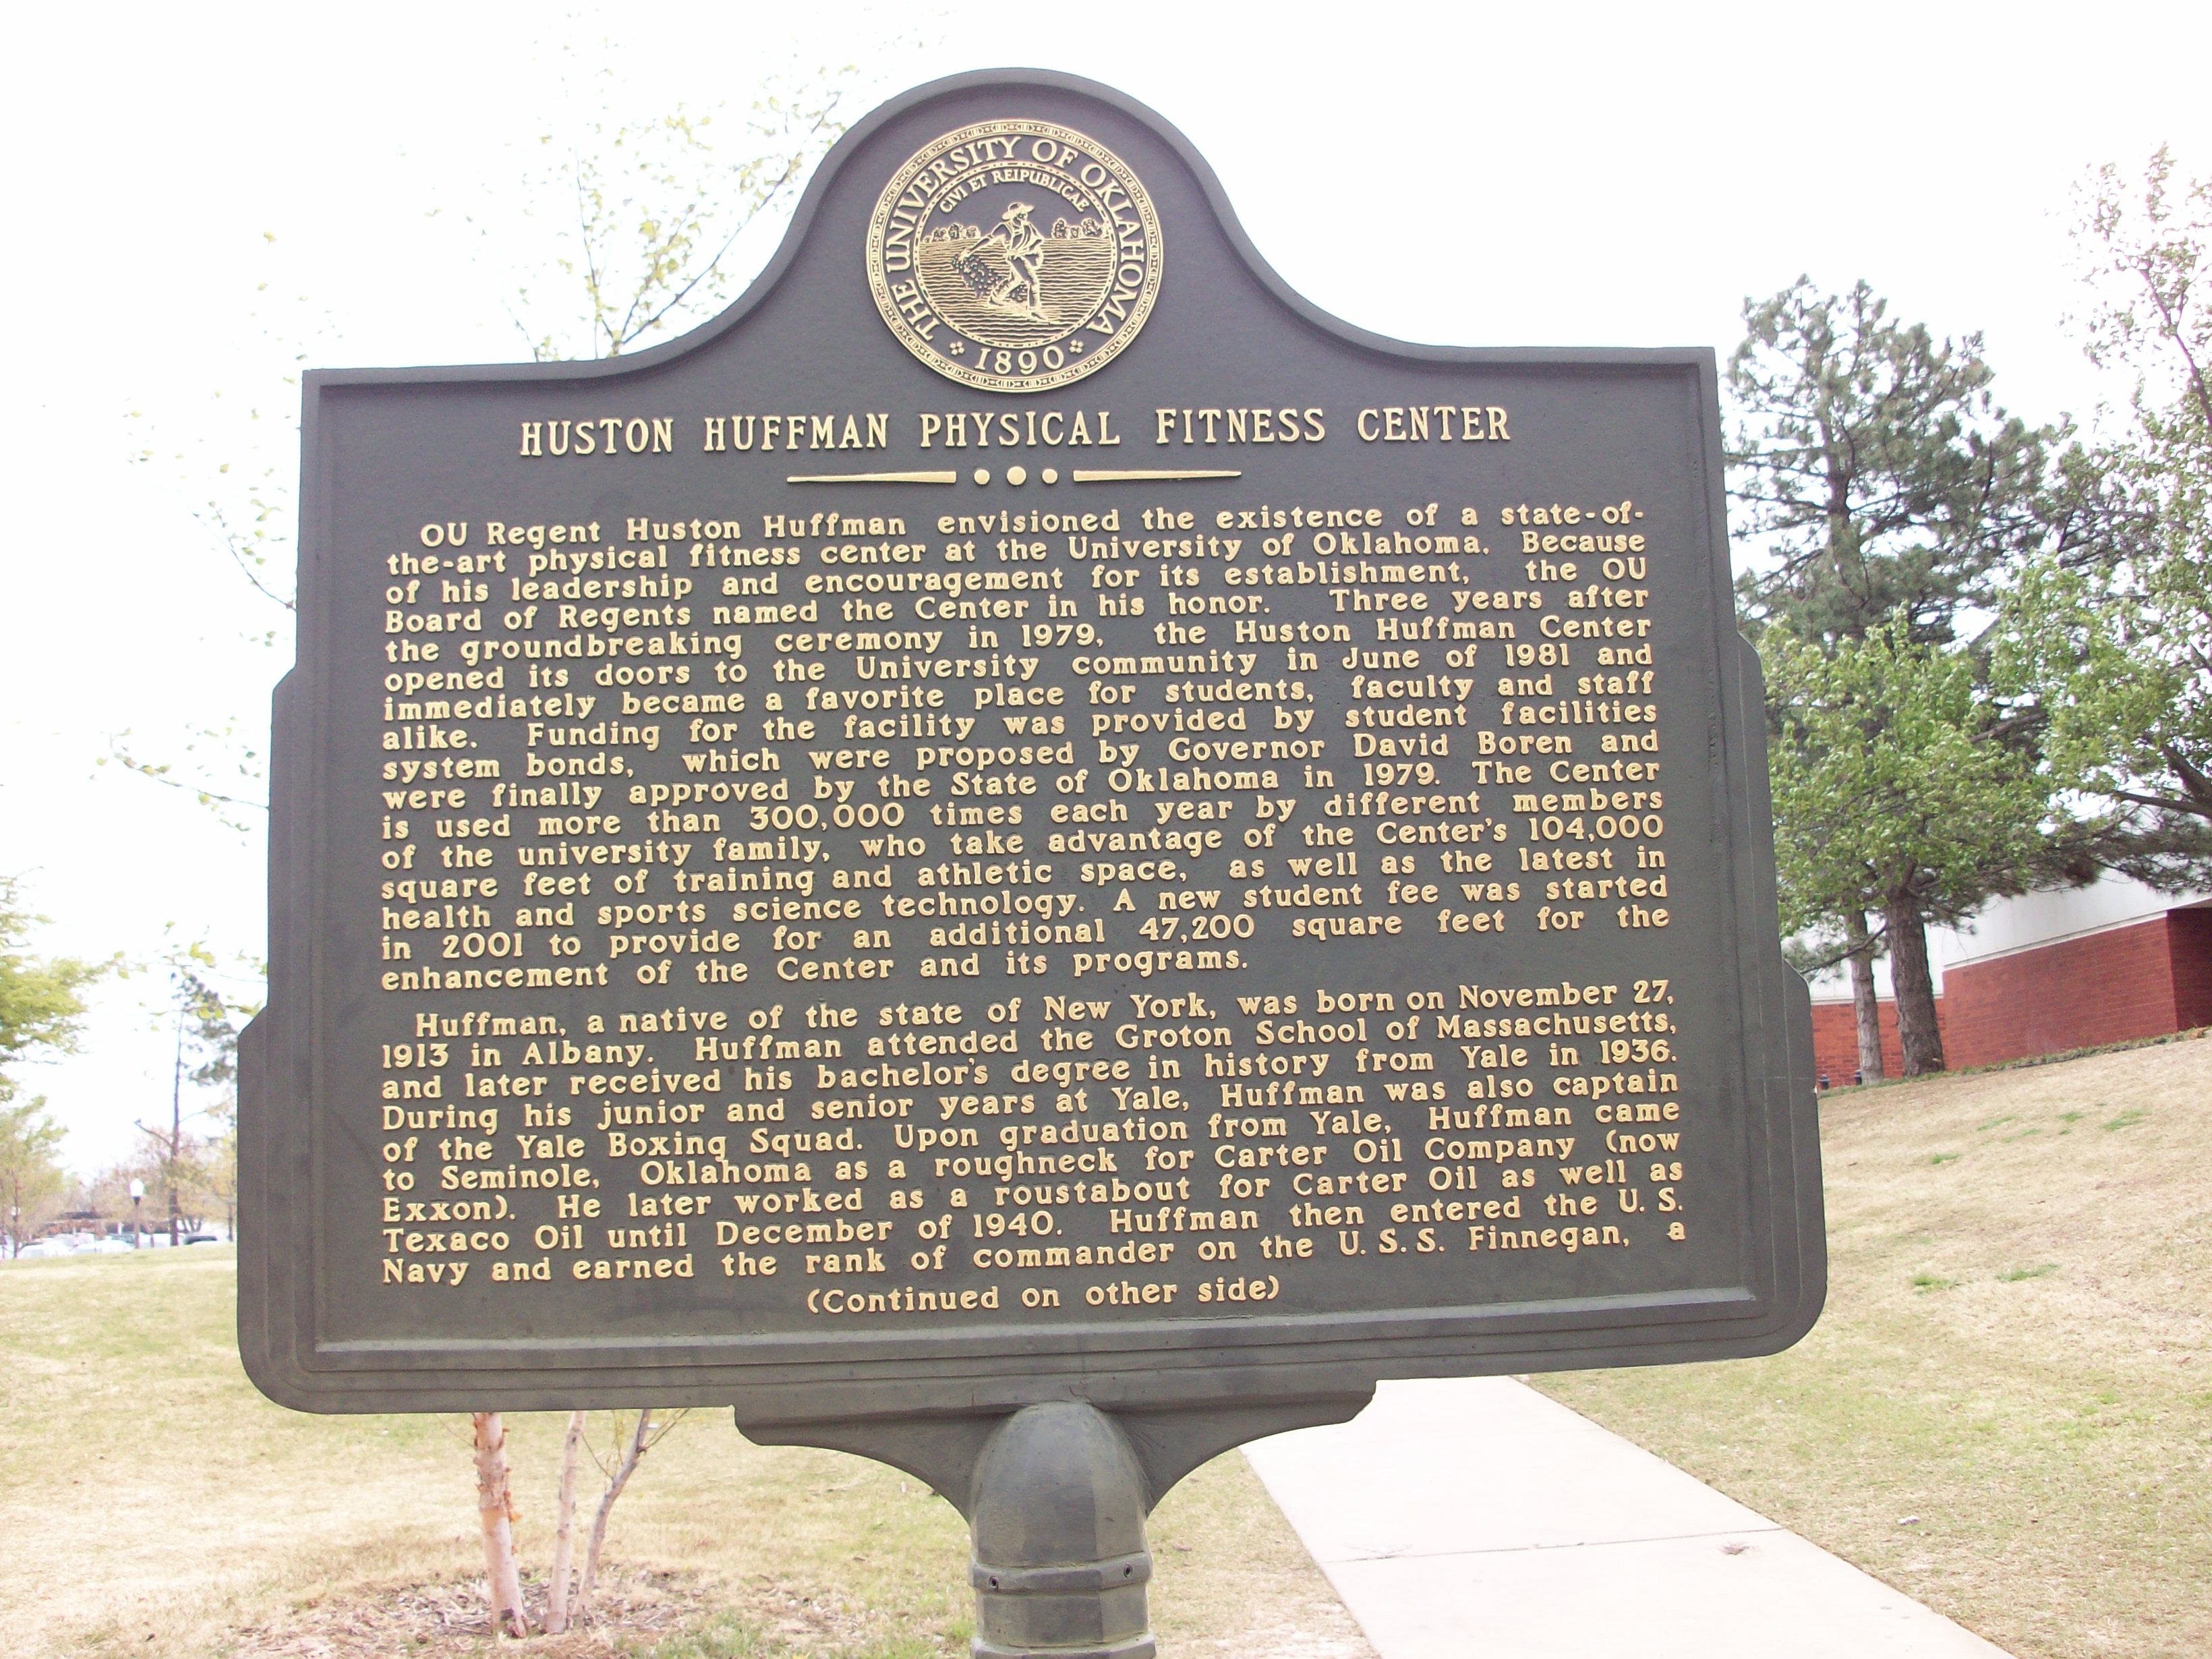 THE UNIVERSITY OF OKLAHOMA
CIVI ET REIPUBLICAE
1890
HUSTON HUFFMAN PHYSICAL FITNESS CENTER
OU Regent Huston Huffman envisioned the existence of a state-of-
the-art physical fitness center at the University of Oklahoma. Because
of his leadership and encouragement for its establishment, the OU
Board of Regents named the Center in his honor. Three years after
the groundbreaking ceremony in 1979, the Huston Huffman Center
opened its doors to the University community in June of 1981 and
immediately became a favorite place for students, faculty and staff
alike. Funding for the facility was provided by student facilities
system bonds, which were proposed by Governor David Boren and
were finally approved by the State of Oklahoma in 1979. The Center
is used more than 300,000 times each year by different members
of the university family, who take advantage of the Center's 104,000
square feet of training and athletic space, as well as the latest in
health and sports science technology. A new student fee was started
in 2001 to provide for an additional 47,200 square feet for the
enhancement of the Center and its programs.
Huffman, a native of the state of New York, was born on November 27,
1913 in Albany. Huffman attended the Groton School of Massachusetts,
and later received his bachelor's degree in history from Yale in 1936.
During his junior and senior years at Yale, Huffman was also captain
of the Yale Boxing Squad. Upon graduation from Yale, Huffman came
to Seminole, Oklahoma as a roughneck for Carter Oil Company (now
Exxon). He later worked as a roustabout for Carter Oil as well as
Texaco Oil until December of 1940. Huffman then entered the U. S.
Navy and earned the rank of commander on the U. S. S. Finnegan, a
(Continued on other side)